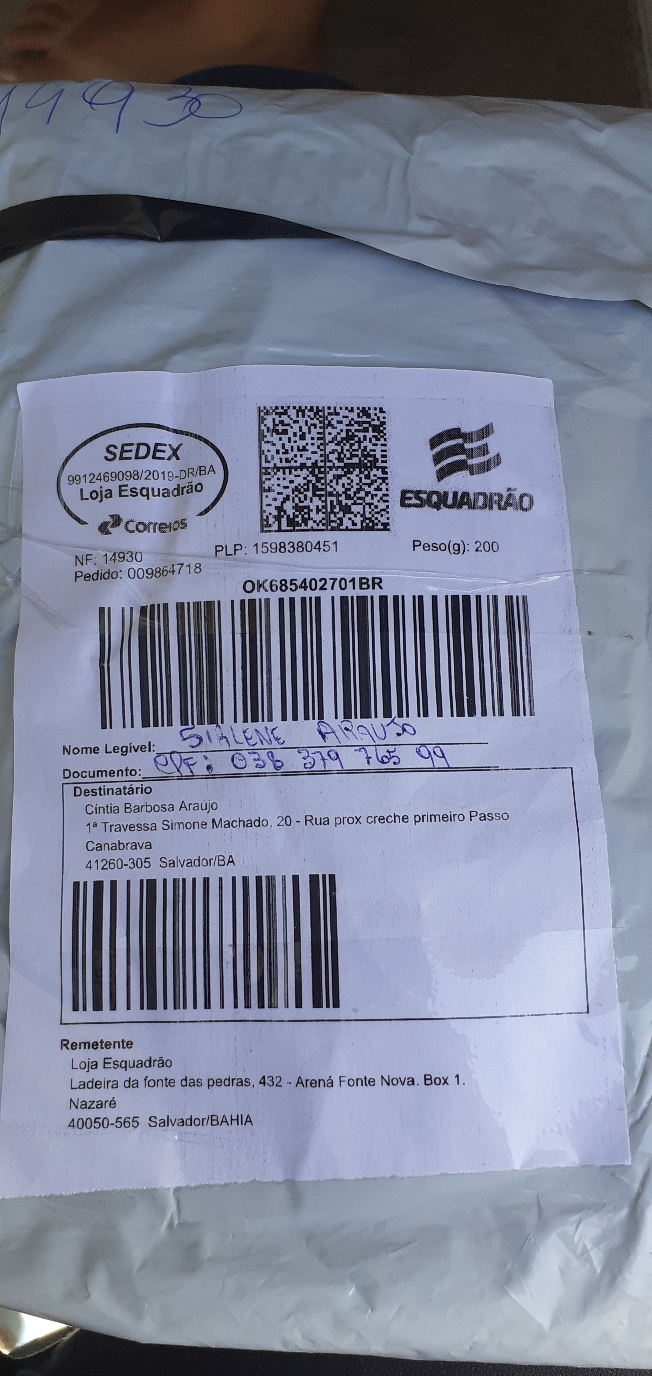 SEDEX
9912469098/2019-DR/BA
Loja Esquadrão
Correios
ESQUADRÃO
NF: 14930
PLP: 1598380451
Peso(g): 200
Pedido: 009864718
OK685402701BR
Nome Legível: SIRLENE ARAUJO
Documento: CPF: 038 379 765 99
Destinatário
Cíntia Barbosa Araújo
1ª Travessa Simone Machado, 20 - Rua prox creche primeiro Passo
Canabrava
41260-305 Salvador/BA
Remetente
Loja Esquadrão
Ladeira da fonte das pedras, 432 - Arená Fonte Nova. Box 1.
Nazaré
40050-565 Salvador/BAHIA